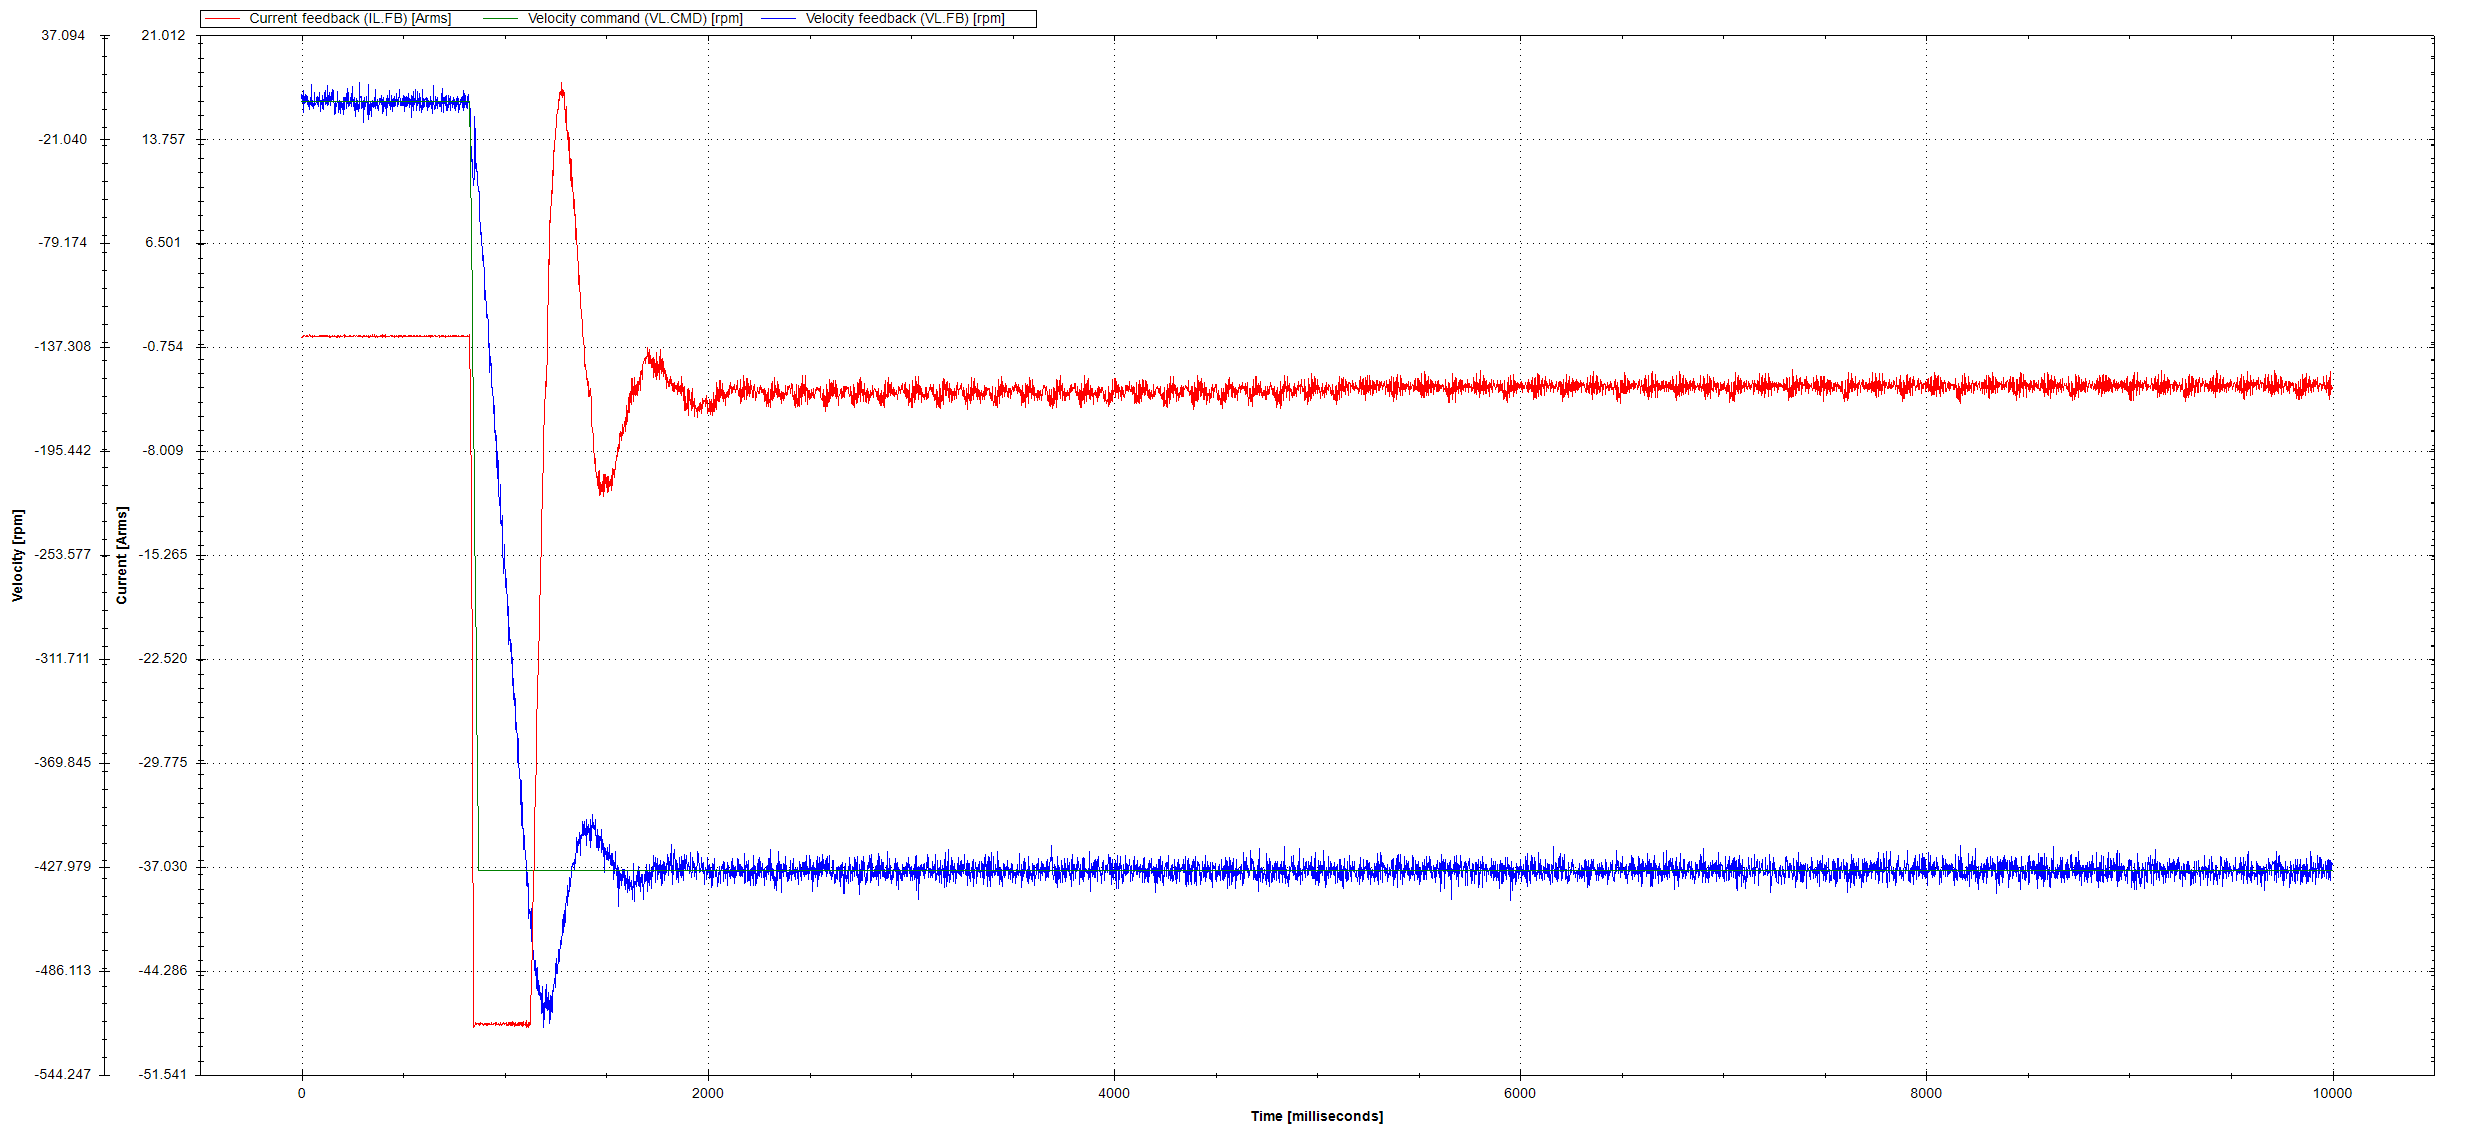 Current feedback (IL.FB) [Arms] Velocity command (VL.CMD) [rpm] Velocity feedback (VL.FB) [rpm]
37.094 21.012
-21.040 13.757
-79.174 6.501
-137.308 -0.754
-195.442 -8.009
-253.577 -15.265
-311.711 -22.520
-369.845 -29.775
-427.979 -37.030
-486.113 -44.286
-544.247 -51.541
Velocity [rpm]
Current [Arms]
0 2000 4000 6000 8000 10000
Time [milliseconds]